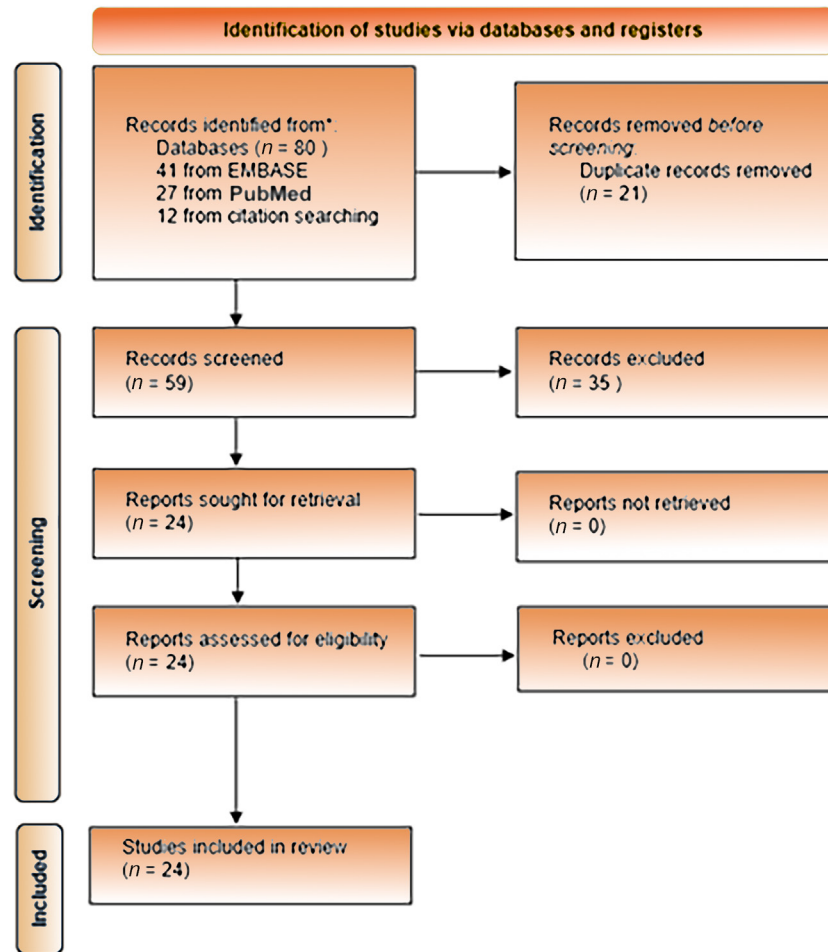 Identification of studies via databases and registers
Identification
Records identified from*:
Databases (n = 80 )
41 from EMBASE
27 from PubMed
12 from citation searching
Records removed before
screening:
Duplicate records removed
(n = 21)
Screening
Records screened
(n = 59)
Records excluded
(n = 35 )
Reports sought for retrieval
(n = 24)
Reports not retrieved
(n = 0)
Reports assessed for eligibility
(n = 24)
Reports excluded
(n = 0)
Included
Studies included in review
(n = 24)